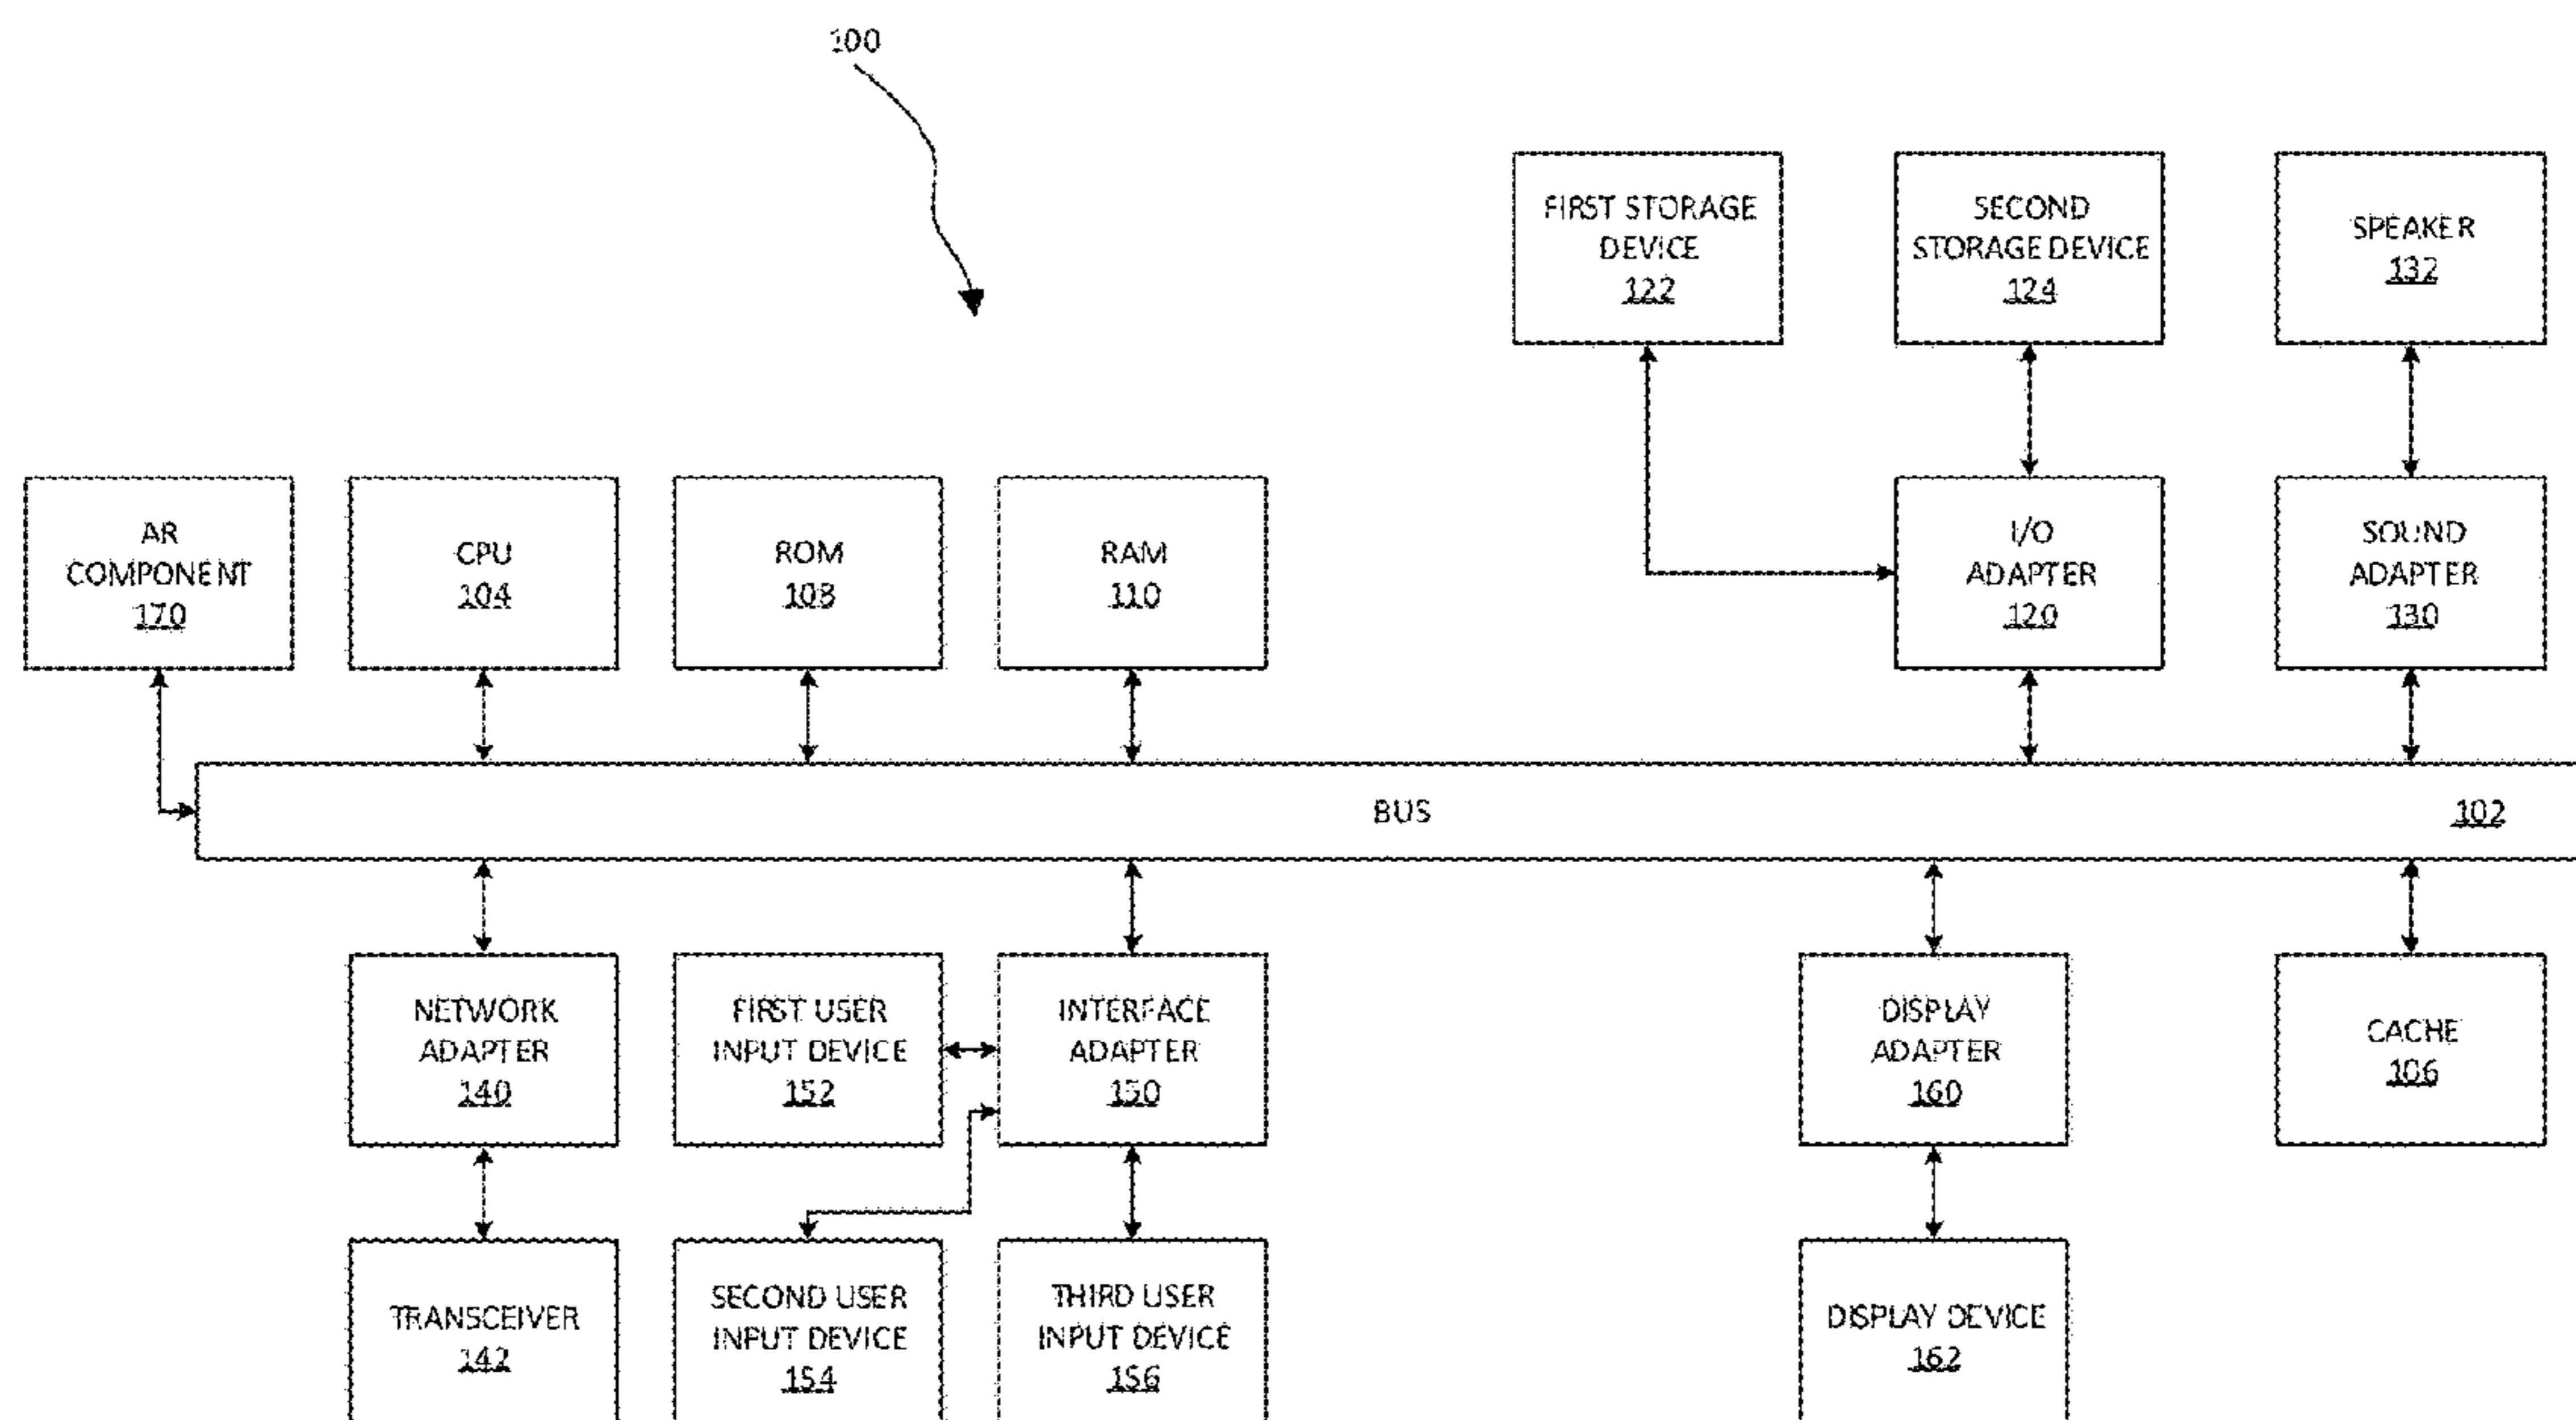 100
FIRST STORAGE
DEVICE
122
SECOND
STORAGE DEVICE
124
SPEAKER
132
AR
COMPONENT
170
CPU
104
ROM
108
RAM
110
I/O
ADAPTER
120
SOUND
ADAPTER
130
BUS
102
NETWORK
ADAPTER
140
FIRST USER
INPUT DEVICE
152
INTERFACE
ADAPTER
150
DISPLAY
ADAPTER
160
CACHE
106
TRANSCEIVER
142
SECOND USER
INPUT DEVICE
154
THIRD USER
INPUT DEVICE
156
DISPLAY DEVICE
162